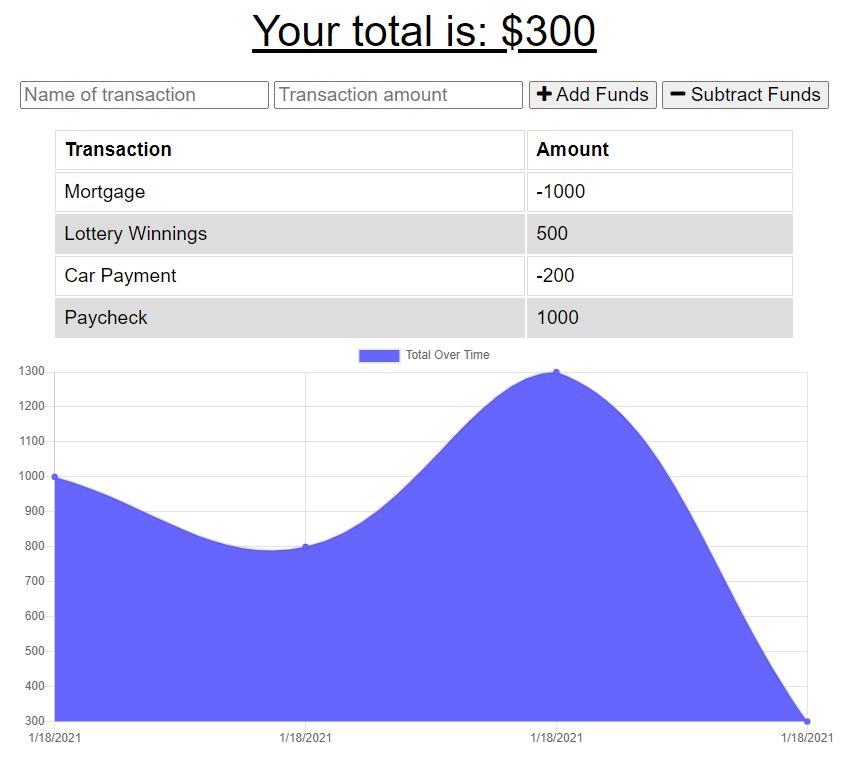 Your total is: $300
Name of transaction Transaction amount Add Funds Subtract Funds
Transaction Amount
Mortgage -1000
Lottery Winnings 500
Car Payment -200
Paycheck 1000
Total Over Time
1300
1200
1100
1000
900
800
700
600
500
400
300
1/18/2021 1/18/2021 1/18/2021 1/18/2021